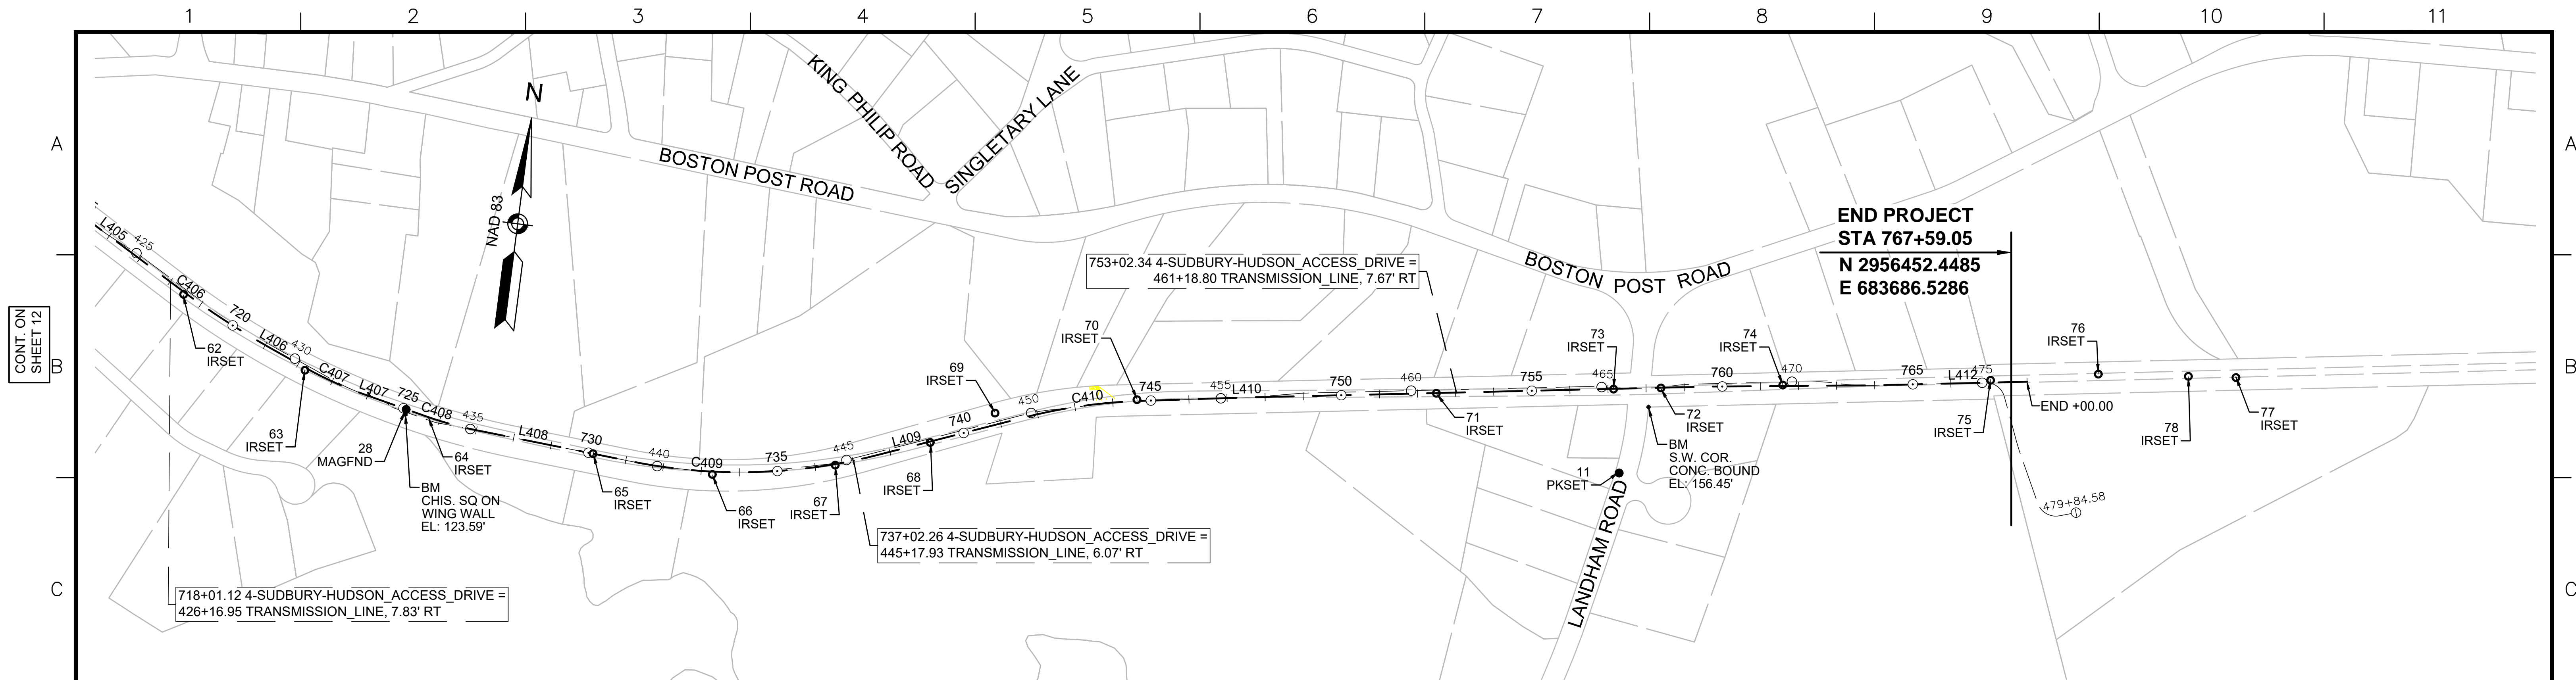 1 2 3 4 5 6 7 8 9 10 11
A
B
C
A
B
C
CONT. ON
SHEET 12
N
NAD 83
KING PHILIP ROAD
SINGLETARY LANE
BOSTON POST ROAD
BOSTON POST ROAD
LANDHAM ROAD
END PROJECT
STA 767+59.05
N 2956452.4485
E 683686.5286
753+02.34 4-SUDBURY-HUDSON_ACCESS_DRIVE =
461+18.80 TRANSMISSION_LINE, 7.67' RT
737+02.26 4-SUDBURY-HUDSON_ACCESS_DRIVE =
445+17.93 TRANSMISSION_LINE, 6.07' RT
718+01.12 4-SUDBURY-HUDSON_ACCESS_DRIVE =
426+16.95 TRANSMISSION_LINE, 7.83' RT
L405
425
C406
720
L406
430
C407
L407
725
C408
435
L408
730
440
C409
735
445
L409
740
450
C410
745
455
L410
750
460
755
465
760
470
765
L412
475
END +00.00
479+84.58
62
IRSET
63
IRSET
28
MAGFND
64
IRSET
BM
CHIS. SQ ON
WING WALL
EL: 123.59'
65
IRSET
66
IRSET
67
IRSET
68
IRSET
69
IRSET
70
IRSET
71
IRSET
73
IRSET
72
IRSET
BM
S.W. COR.
CONC. BOUND
EL: 156.45'
11
PKSET
74
IRSET
75
IRSET
76
IRSET
78
IRSET
77
IRSET